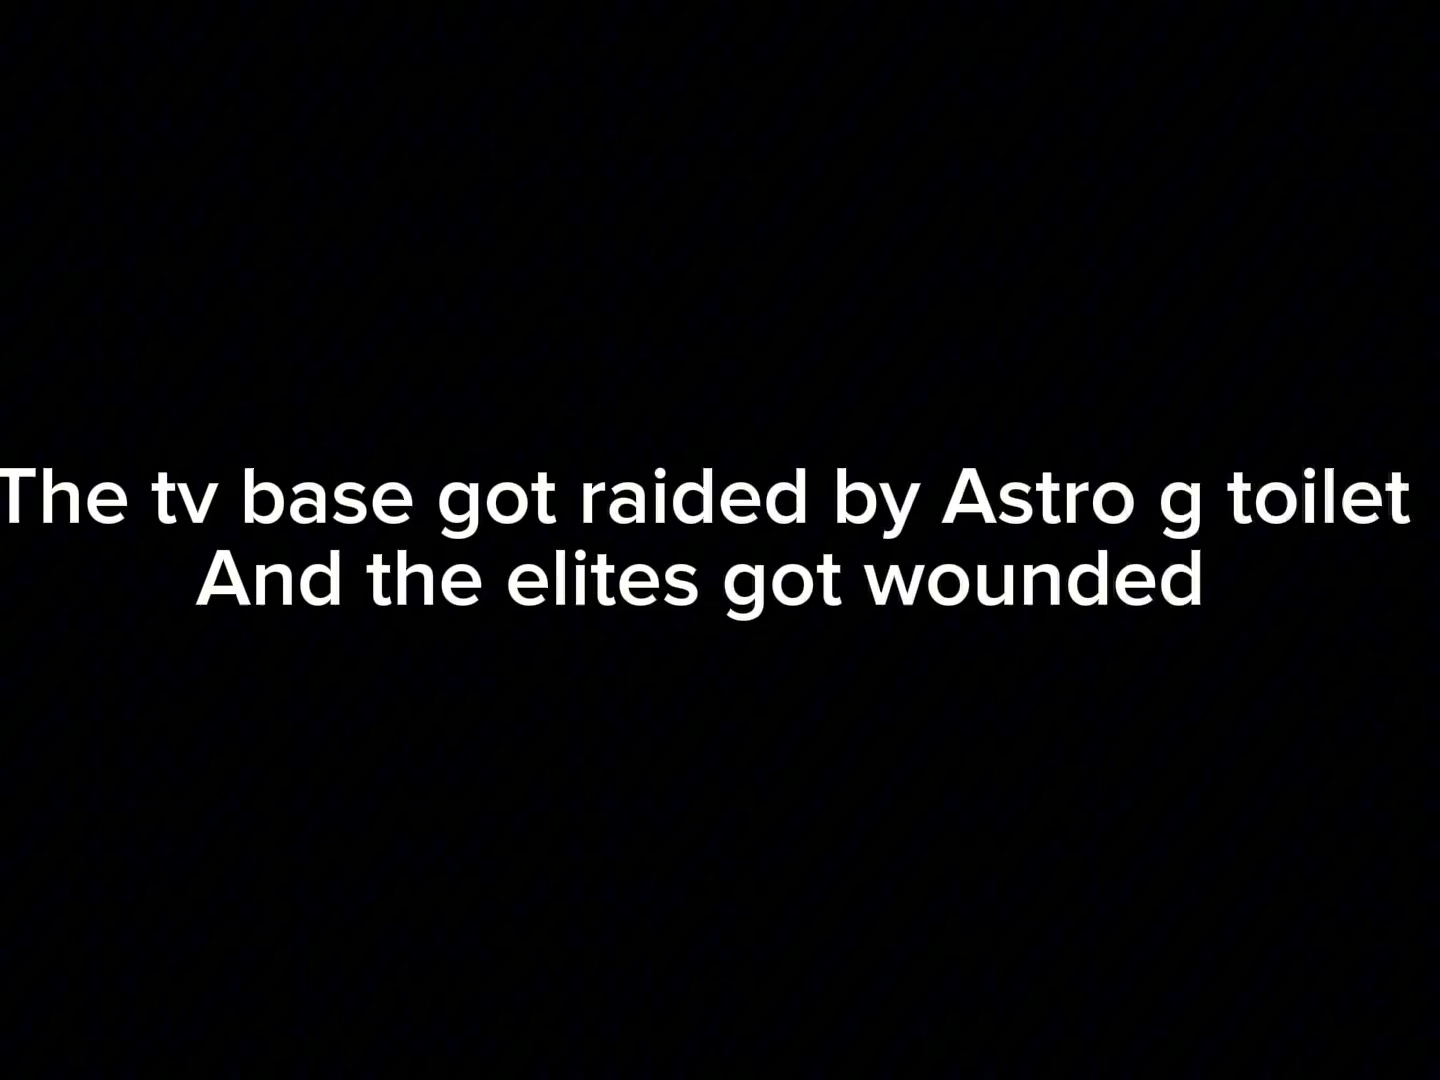 The tv base got raided by Astro g toilet
And the elites got wounded